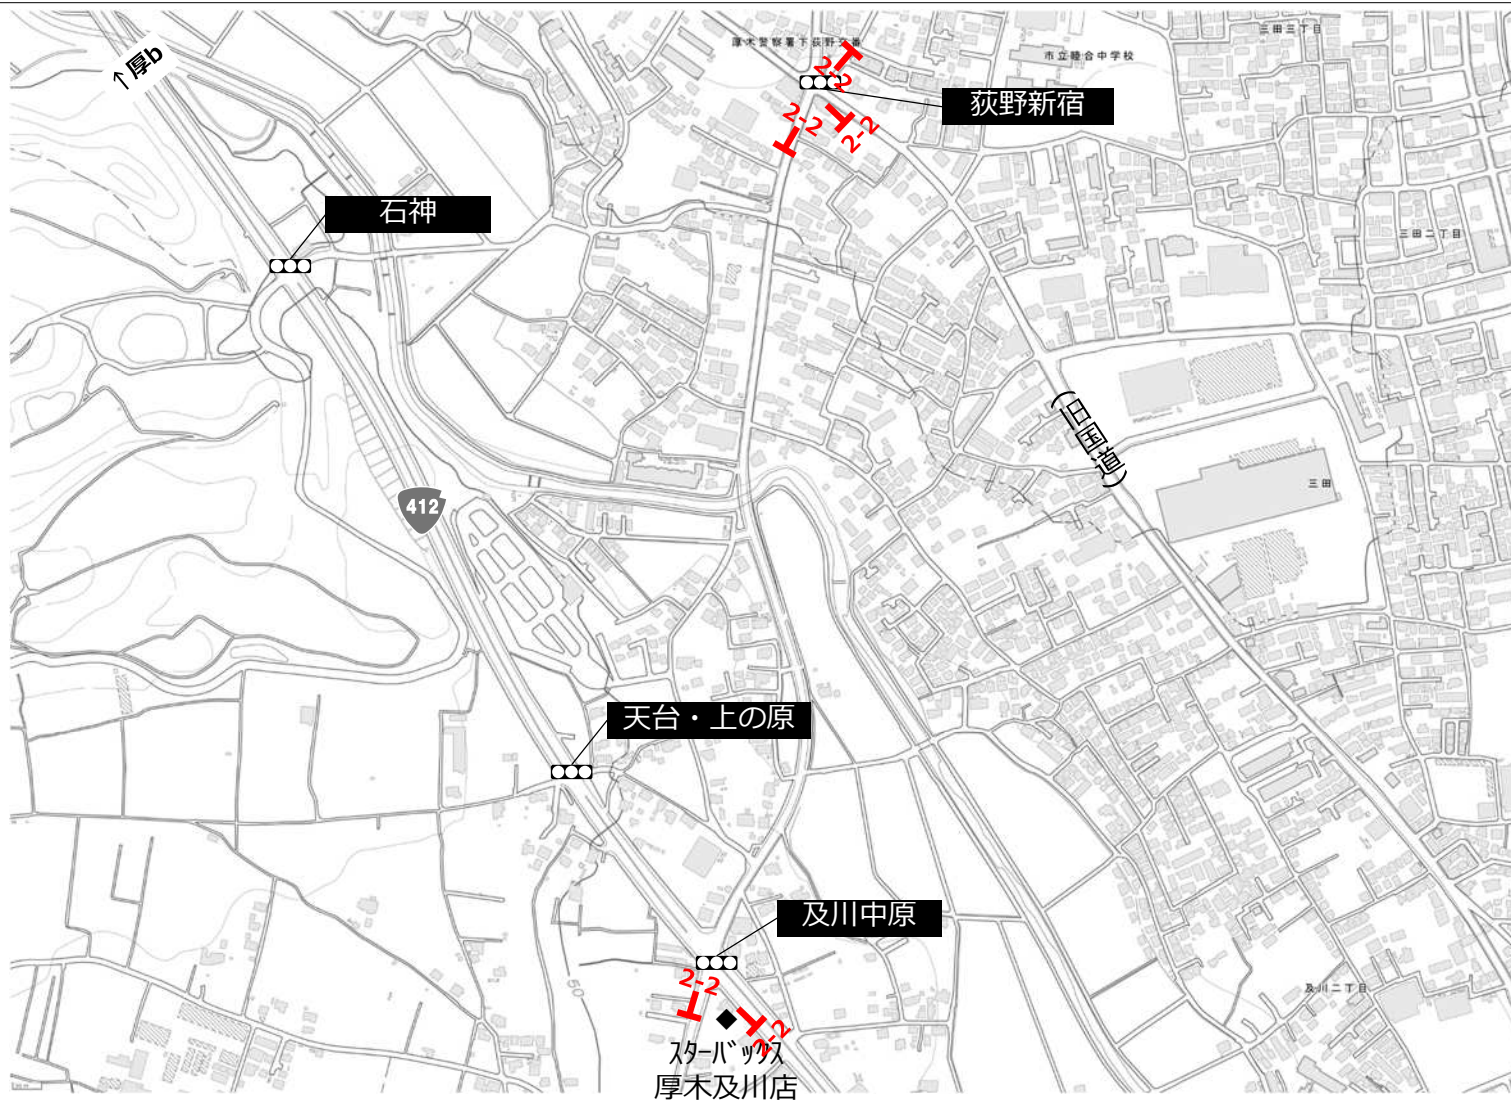 ↑厚b
厚木警察署下荻野交番
三田三丁目
市立睦合中学校
2-2
荻野新宿
2-2
2-2
石神
三田二丁目
(旧国道)
412
三田
天台・上の原
及川中原
2-2
50
及川二丁目
2-2
ｽﾀｰﾊﾞｯｸｽ
厚木及川店